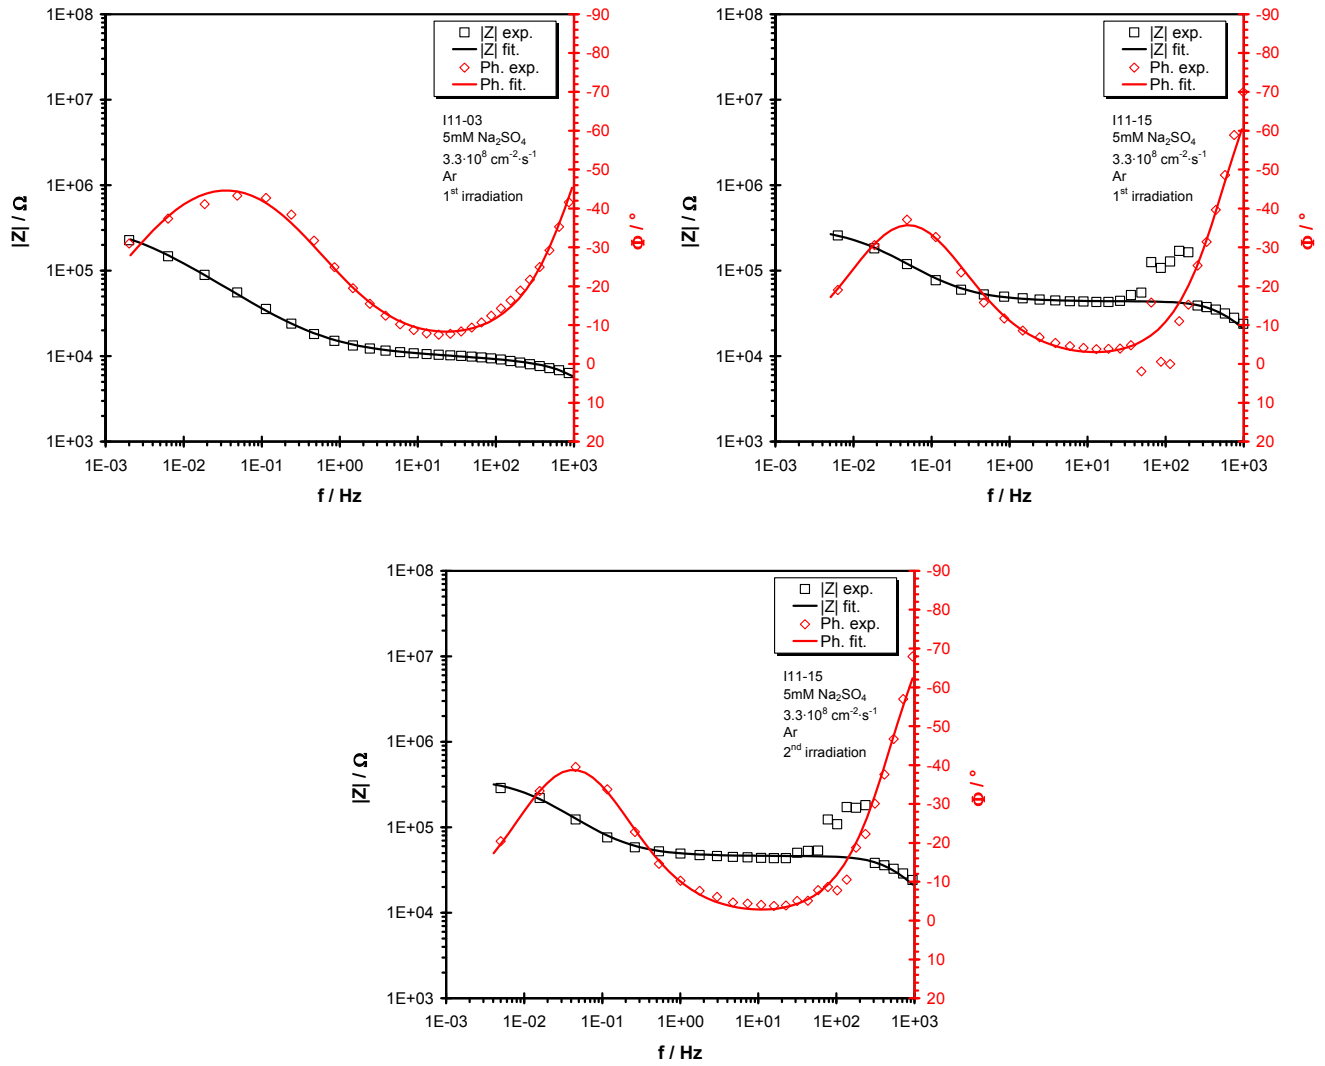 1E+08
1E+07
1E+06
1E+05
1E+04
1E+03
|Z| / Ω
1E-03 1E-02 1E-01 1E+00 1E+01 1E+02 1E+03
f / Hz
-90
-80
-70
-60
-50
-40
-30
-20
-10
0
10
20
Φ / °
|Z| exp.
|Z| fit.
Ph. exp.
Ph. fit.
I11-03
5mM Na₂SO₄
3.3·10⁸ cm⁻²·s⁻¹
Ar
1ˢᵗ irradiation
1E+08
1E+07
1E+06
1E+05
1E+04
1E+03
|Z| / Ω
1E-03 1E-02 1E-01 1E+00 1E+01 1E+02 1E+03
f / Hz
-90
-80
-70
-60
-50
-40
-30
-20
-10
0
10
20
Φ / °
|Z| exp.
|Z| fit.
Ph. exp.
Ph. fit.
I11-15
5mM Na₂SO₄
3.3·10⁸ cm⁻²·s⁻¹
Ar
1ˢᵗ irradiation
1E+08
1E+07
1E+06
1E+05
1E+04
1E+03
|Z| / Ω
1E-03 1E-02 1E-01 1E+00 1E+01 1E+02 1E+03
f / Hz
-90
-80
-70
-60
-50
-40
-30
-20
-10
0
10
20
Φ / °
|Z| exp.
|Z| fit.
Ph. exp.
Ph. fit.
I11-15
5mM Na₂SO₄
3.3·10⁸ cm⁻²·s⁻¹
Ar
2ⁿᵈ irradiation